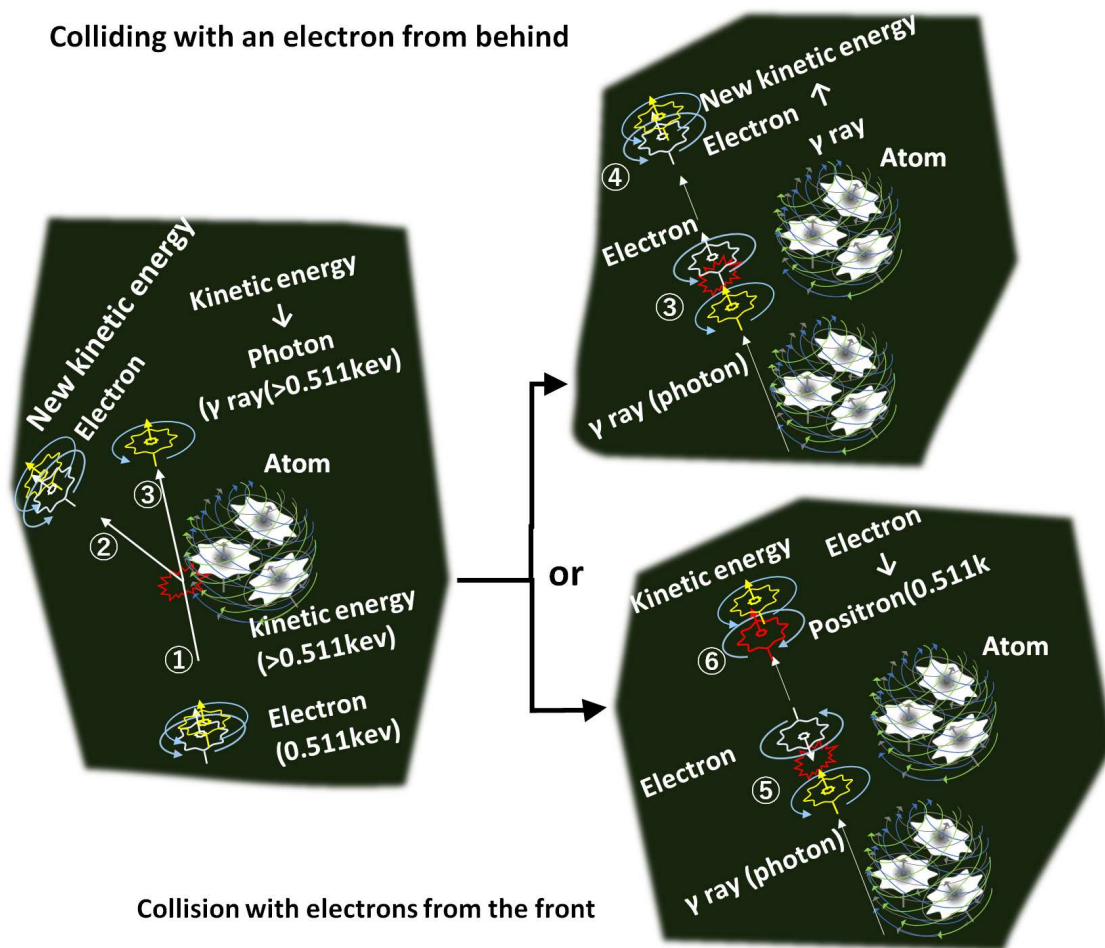 Colliding with an electron from behind
New kinetic energy
Electron
Kinetic energy
↓
Photon
(γ ray(>0.511kev)
③
Atom
②
①
kinetic energy
(>0.511kev)
Electron
(0.511kev)
or
New kinetic energy
↑
Electron
γ ray
④
Atom
Electron
③
γ ray (photon)
Kinetic energy
Electron
↓
Positron(0.511k
⑥
Atom
Electron
⑤
γ ray (photon)
Collision with electrons from the front